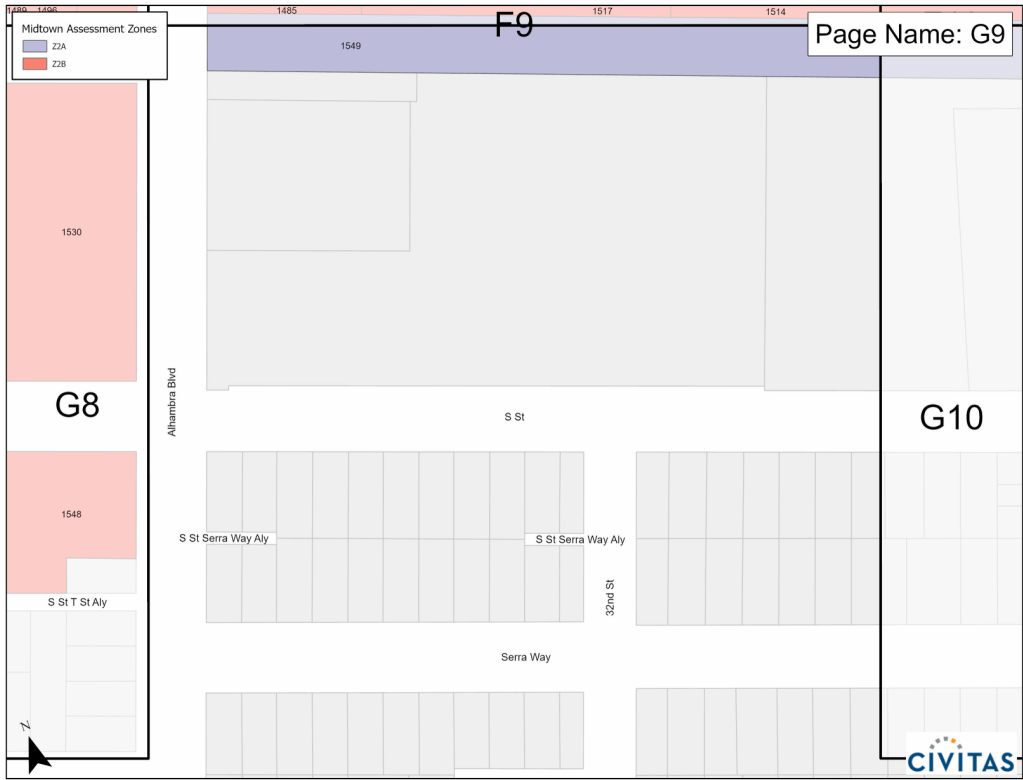 1489 1496
1485
1517
1514
F9
Midtown Assessment Zones
Z2A
Z2B
Page Name: G9
1549
1530
Alhambra Blvd
G8
S St
G10
1548
S St Serra Way Aly
S St Serra Way Aly
32nd St
S St T St Aly
Serra Way
N
CIVITAS